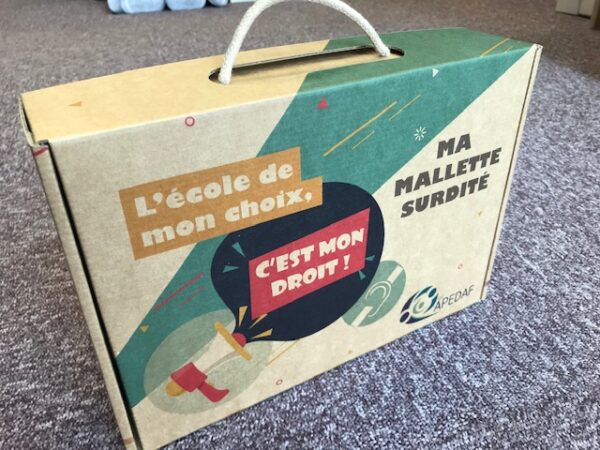 L'école de
mon choix,
C'EST MON
DROIT !
MA
MALLETTE
SURDITÉ
APEDAF